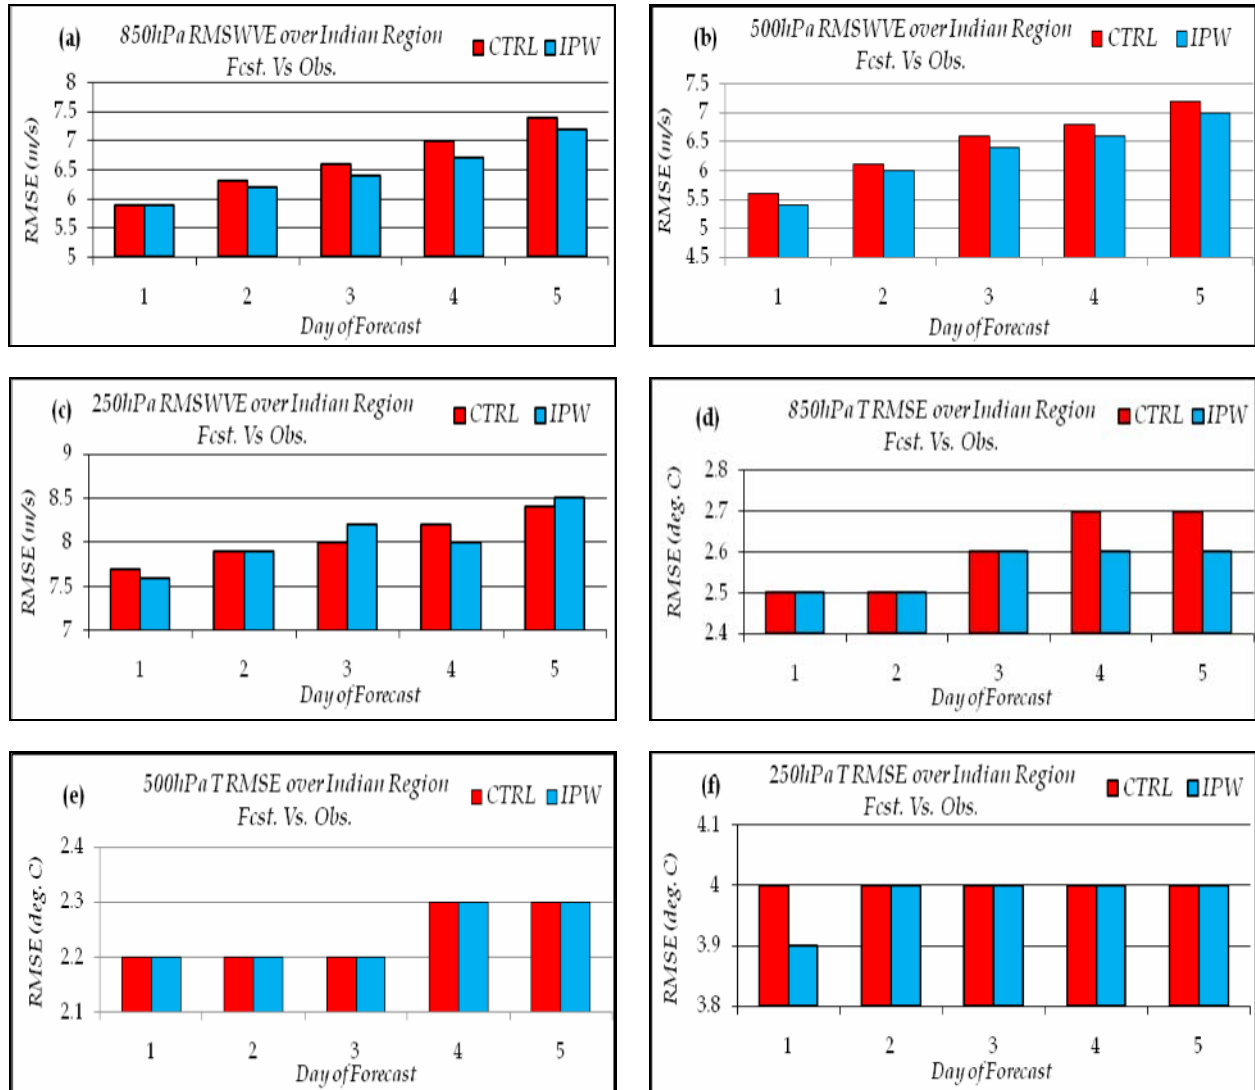 (a) 850hPa RMSWVE over Indian Region
Fcst. Vs Obs.
CTRL IPW
RMSE (m/s)
8
7.5
7
6.5
6
5.5
5
1 2 3 4 5
Day of Forecast
(b) 500hPa RMSWVE over Indian Region
Fcst. Vs Obs.
CTRL IPW
RMSE (m/s)
7.5
7
6.5
6
5.5
5
4.5
1 2 3 4 5
Day of Forecast
(c) 250hPa RMSWVE over Indian Region
Fcst. Vs Obs.
CTRL IPW
RMSE (m/s)
9
8.5
8
7.5
7
1 2 3 4 5
Day of Forecast
(d) 850hPa T RMSE over Indian Region
Fcst. Vs. Obs.
CTRL IPW
RMSE (deg. C)
2.8
2.7
2.6
2.5
2.4
1 2 3 4 5
Day of Forecast
(e) 500hPa T RMSE over Indian Region
Fcst. Vs. Obs.
CTRL IPW
RMSE (deg. C)
2.4
2.3
2.2
2.1
1 2 3 4 5
Day of Forecast
(f) 250hPa T RMSE over Indian Region
Fcst. Vs. Obs.
CTRL IPW
RMSE (deg. C)
4.1
4
3.9
3.8
1 2 3 4 5
Day of Forecast